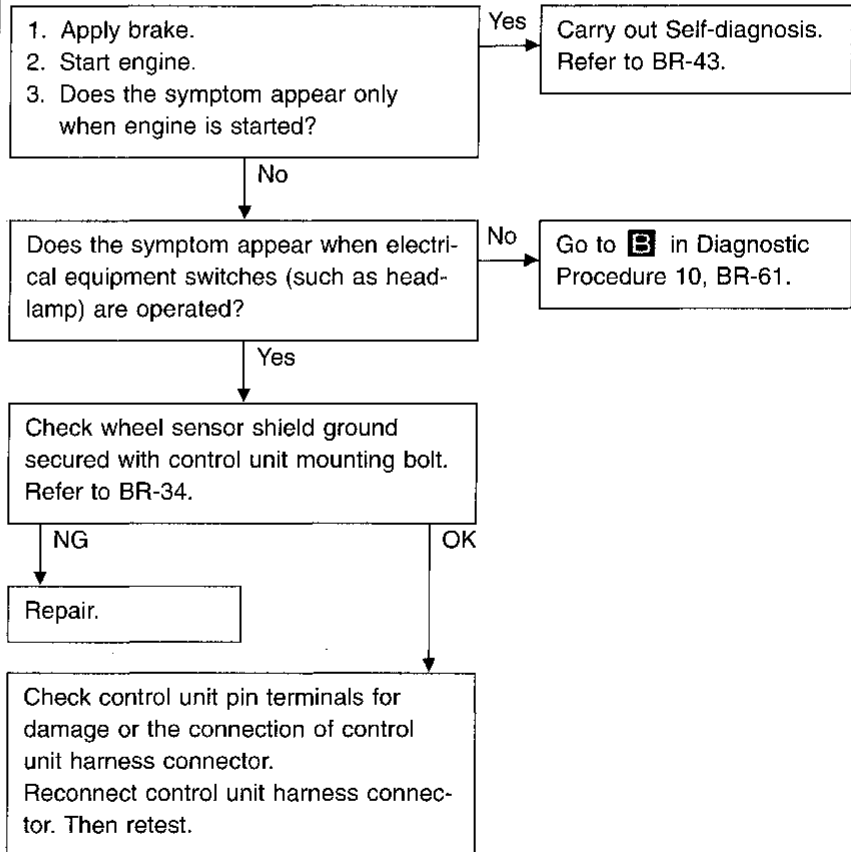 1. Apply brake.
2. Start engine.
3. Does the symptom appear only
when engine is started?
Yes
Carry out Self-diagnosis.
Refer to BR-43.
No
Does the symptom appear when electri-
cal equipment switches (such as head-
lamp) are operated?
No
Go to B in Diagnostic
Procedure 10, BR-61.
Yes
Check wheel sensor shield ground
secured with control unit mounting bolt.
Refer to BR-34.
NG
OK
Repair.
Check control unit pin terminals for
damage or the connection of control
unit harness connector.
Reconnect control unit harness connec-
tor. Then retest.